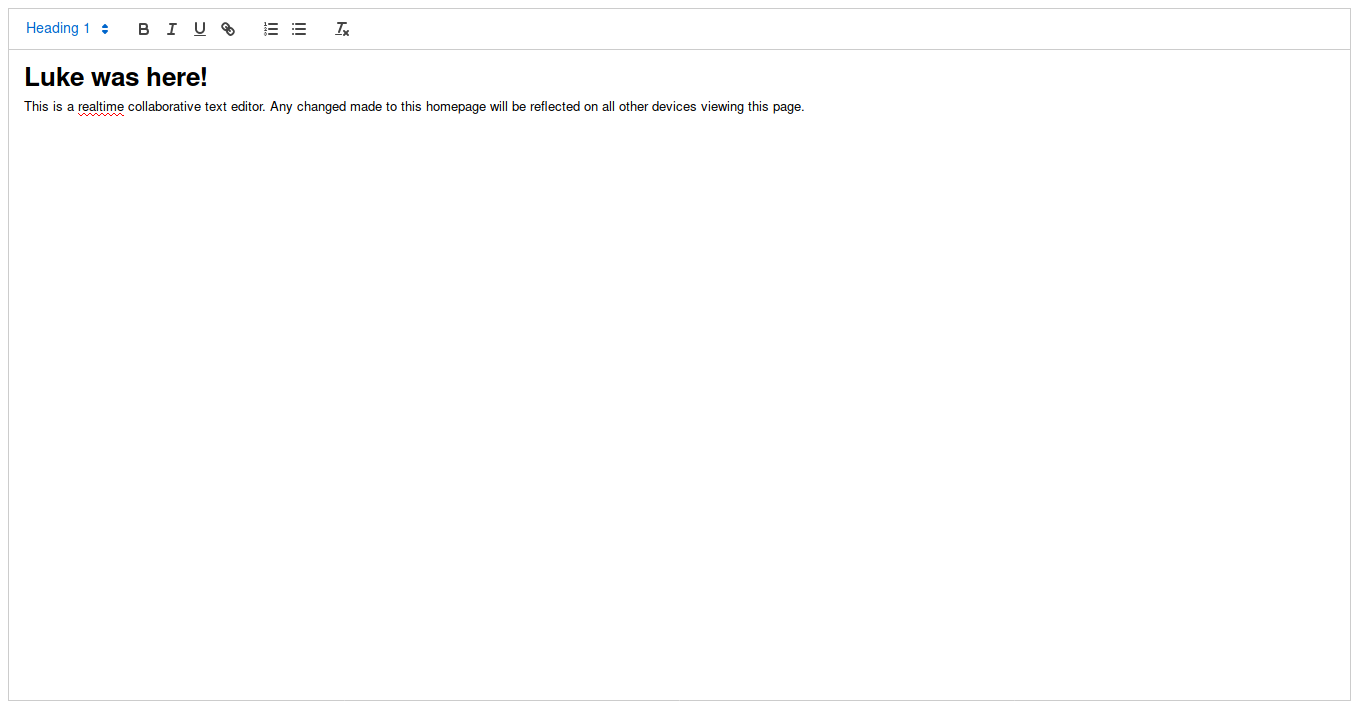 Heading 1
Luke was here!
This is a realtime collaborative text editor. Any changed made to this homepage will be reflected on all other devices viewing this page.